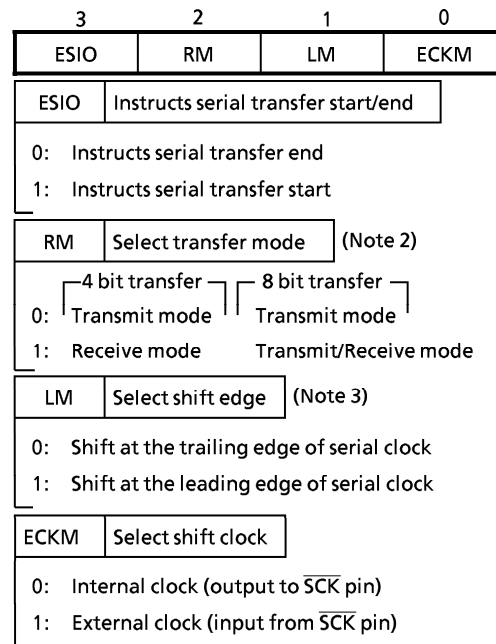 3 2 1 0
ESIO RM LM ECKM
ESIO Instructs serial transfer start/end
0: Instructs serial transfer end
1: Instructs serial transfer start
RM Select transfer mode (Note 2)
4 bit transfer 8 bit transfer
0: Transmit mode Transmit mode
1: Receive mode Transmit/Receive mode
LM Select shift edge (Note 3)
0: Shift at the trailing edge of serial clock
1: Shift at the leading edge of serial clock
ECKM Select shift clock
0: Internal clock (output to S̅C̅K̅ pin)
1: External clock (input from S̅C̅K̅ pin)